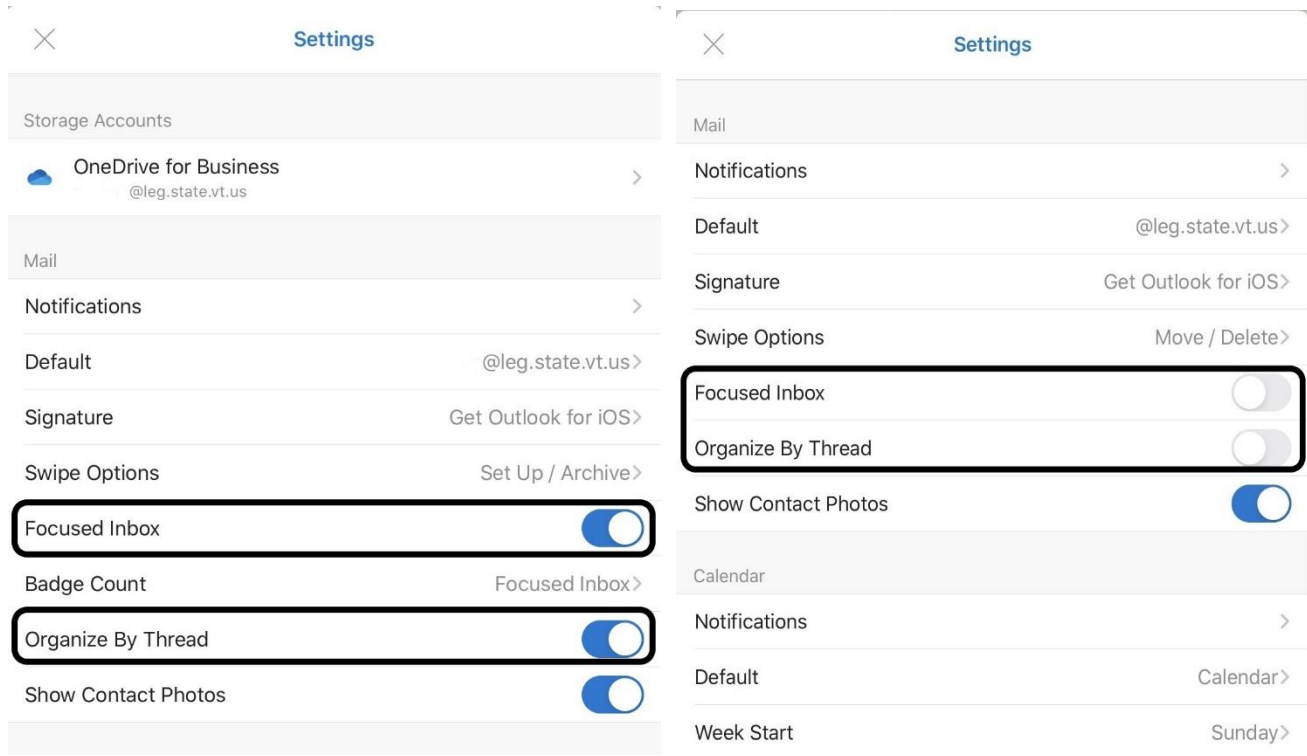 Settings
Storage Accounts
OneDrive for Business
@leg.state.vt.us
Mail
Notifications
Default @leg.state.vt.us
Signature Get Outlook for iOS
Swipe Options Set Up / Archive
Focused Inbox
Badge Count Focused Inbox
Organize By Thread
Show Contact Photos
Settings
Mail
Notifications
Default @leg.state.vt.us
Signature Get Outlook for iOS
Swipe Options Move / Delete
Focused Inbox
Organize By Thread
Show Contact Photos
Calendar
Notifications
Default Calendar
Week Start Sunday